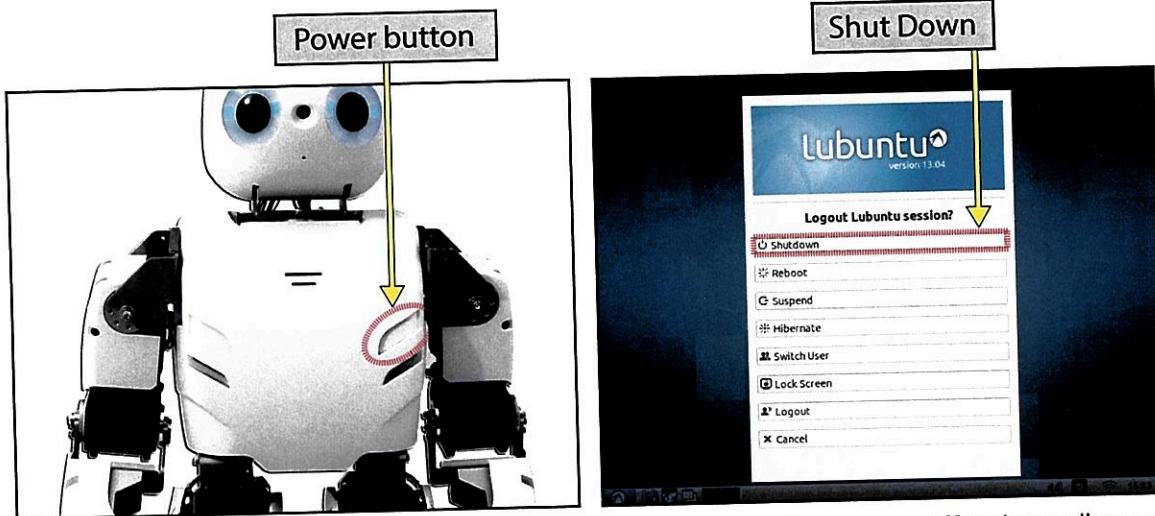 Power button
Shut Down
lubuntu
version 13.04
Logout Lubuntu session?
Shutdown
Reboot
Suspend
Hibernate
Switch User
Lock Screen
Logout
Cancel